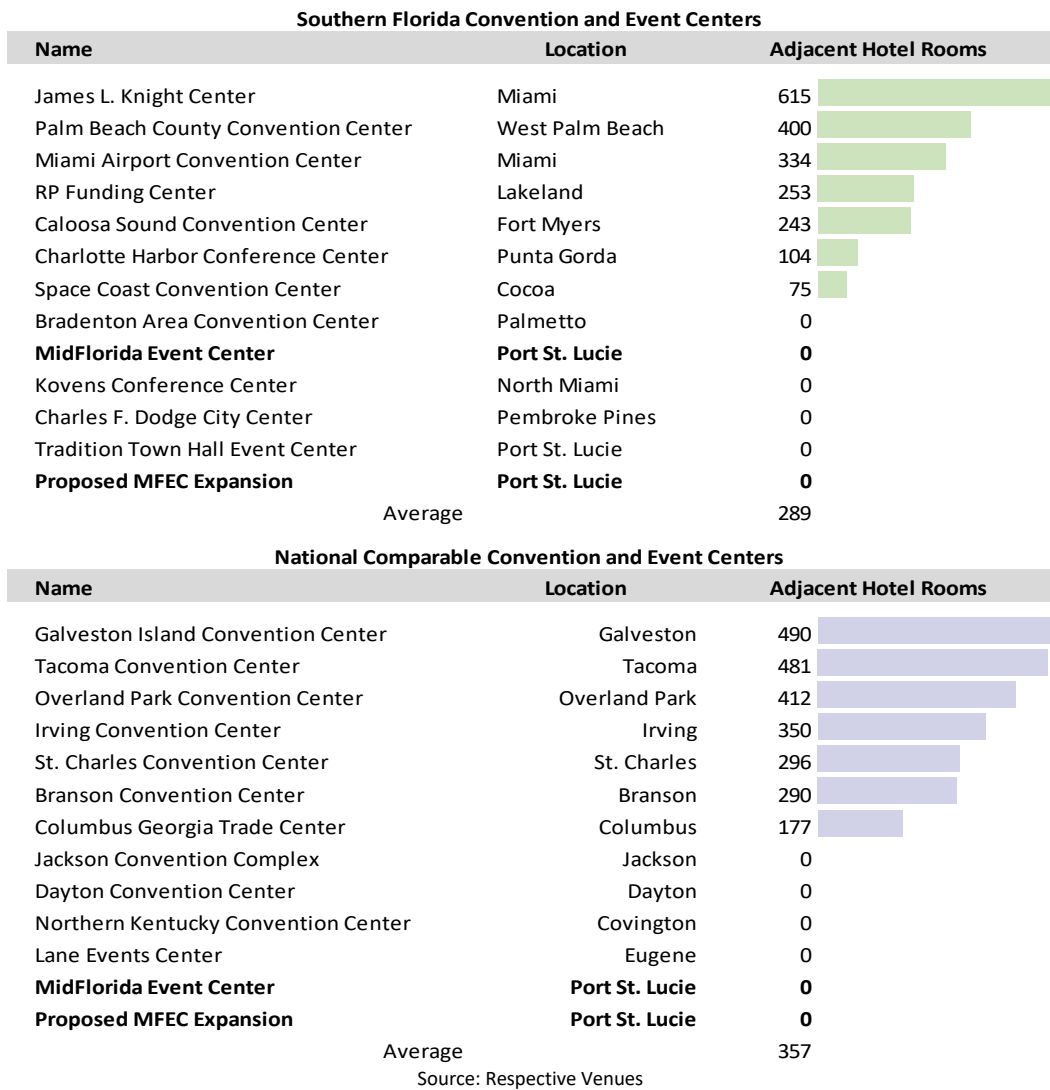 Southern Florida Convention and Event Centers
Name Location Adjacent Hotel Rooms
James L. Knight Center Miami 615
Palm Beach County Convention Center West Palm Beach 400
Miami Airport Convention Center Miami 334
RP Funding Center Lakeland 253
Caloosa Sound Convention Center Fort Myers 243
Charlotte Harbor Conference Center Punta Gorda 104
Space Coast Convention Center Cocoa 75
Bradenton Area Convention Center Palmetto 0
MidFlorida Event Center Port St. Lucie 0
Kovens Conference Center North Miami 0
Charles F. Dodge City Center Pembroke Pines 0
Tradition Town Hall Event Center Port St. Lucie 0
Proposed MFEC Expansion Port St. Lucie 0
Average 289
National Comparable Convention and Event Centers
Name Location Adjacent Hotel Rooms
Galveston Island Convention Center Galveston 490
Tacoma Convention Center Tacoma 481
Overland Park Convention Center Overland Park 412
Irving Convention Center Irving 350
St. Charles Convention Center St. Charles 296
Branson Convention Center Branson 290
Columbus Georgia Trade Center Columbus 177
Jackson Convention Complex Jackson 0
Dayton Convention Center Dayton 0
Northern Kentucky Convention Center Covington 0
Lane Events Center Eugene 0
MidFlorida Event Center Port St. Lucie 0
Proposed MFEC Expansion Port St. Lucie 0
Average 357
Source: Respective Venues